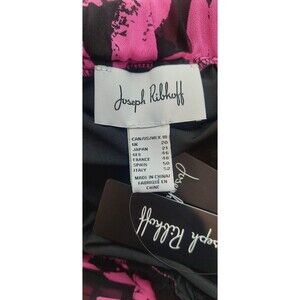 Joseph Ribkoff
CAN/US/MEX 18
UK 20
JAPAN 21
GER 46
FRANCE 48
SPAIN 50
ITALY 52
MADE IN CHINA/
FABRIQUÉ EN
CHINE
Joseph Ribkoff
Joseph Ribkoff